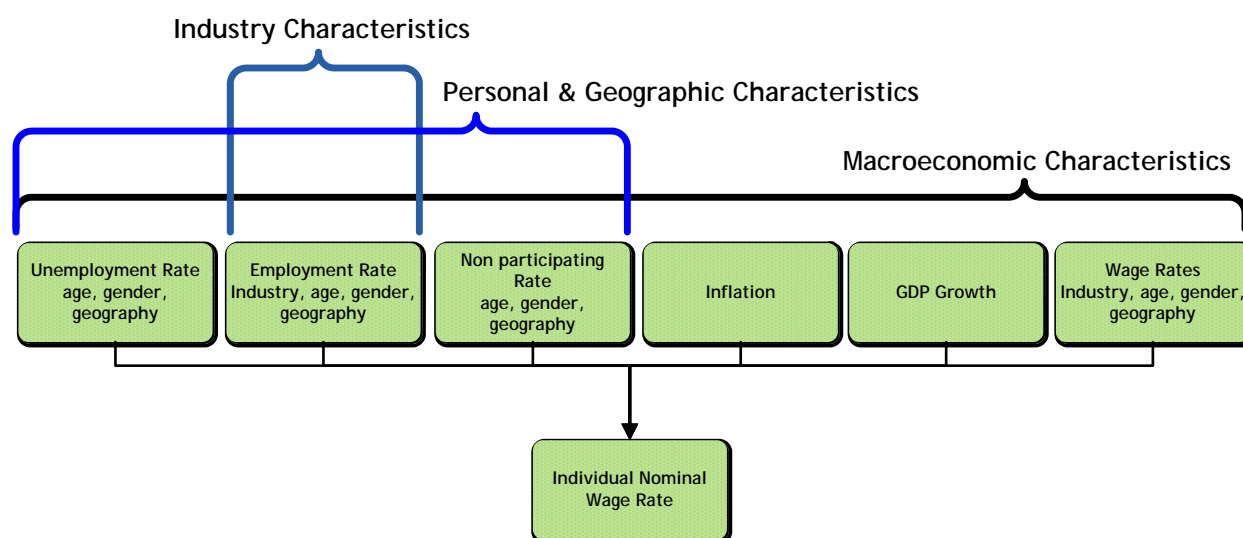 Industry Characteristics
Personal & Geographic Characteristics
Macroeconomic Characteristics
Unemployment Rate
age, gender,
geography
Employment Rate
Industry, age, gender,
geography
Non participating
Rate
age, gender,
geography
Inflation
GDP Growth
Wage Rates
Industry, age, gender,
geography
Individual Nominal
Wage Rate